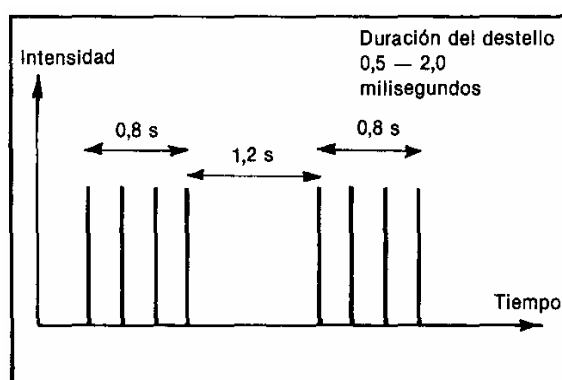 Duración del destello
0,5 — 2,0
milisegundos
Intensidad
0,8 s
1,2 s
0,8 s
Tiempo